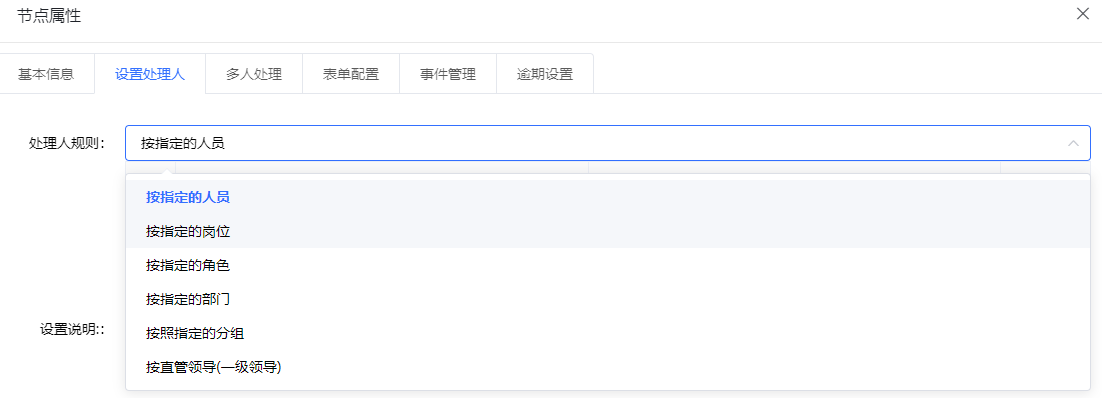 节点属性
基本信息 设置处理人 多人处理 表单配置 事件管理 逾期设置
处理人规则: 按指定的人员
按指定的人员
按指定的岗位
按指定的角色
按指定的部门
设置说明::
按照指定的分组
按直管领导(一级领导)